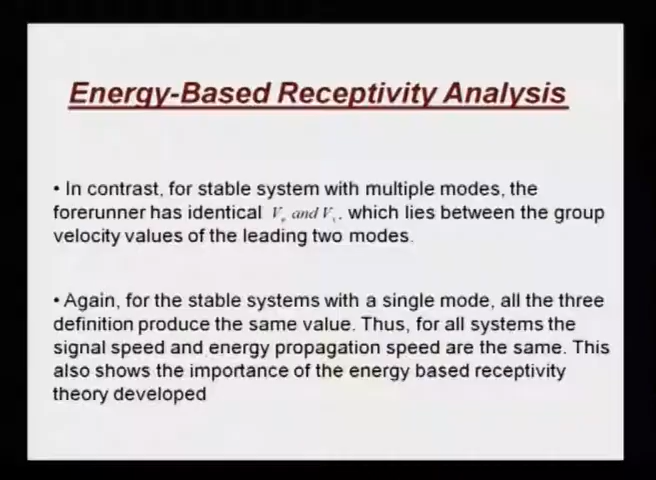 Energy-Based Receptivity Analysis
• In contrast, for stable system with multiple modes, the
forerunner has identical V and V , which lies between the group
velocity values of the leading two modes.
• Again, for the stable systems with a single mode, all the three
definition produce the same value. Thus, for all systems the
signal speed and energy propagation speed are the same. This
also shows the importance of the energy based receptivity
theory developed